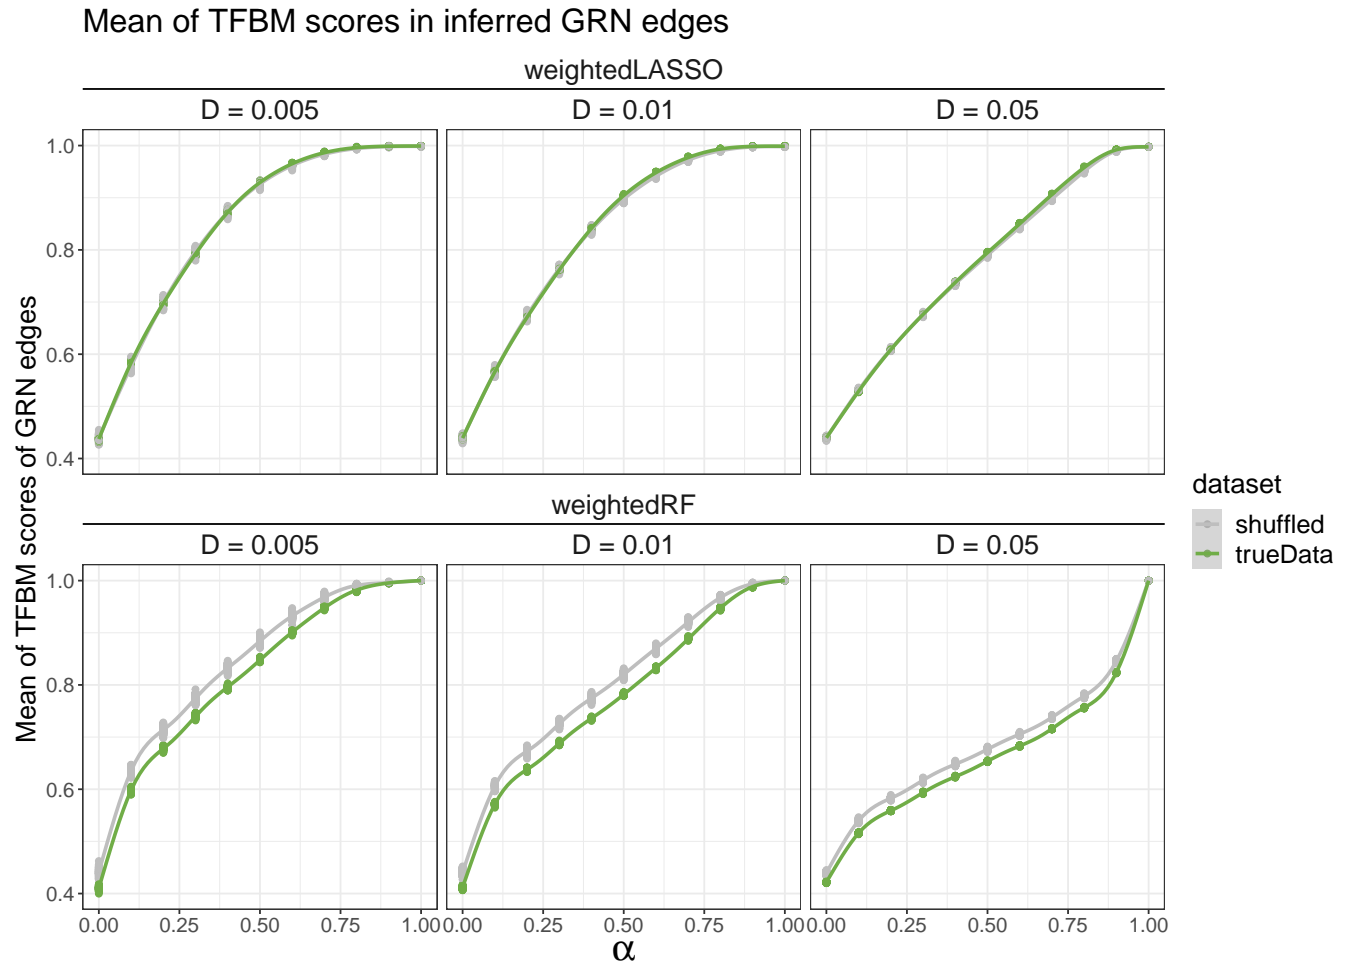 Mean of TFBM scores in inferred GRN edges
weightedLASSO
D = 0.005 D = 0.01 D = 0.05
1.0
0.8
0.6
0.4
Mean of TFBM scores of GRN edges
weightedRF
D = 0.005 D = 0.01 D = 0.05
1.0
0.8
0.6
0.4
0.00 0.25 0.50 0.75 1.00 0.00 0.25 0.50 0.75 1.00 0.00 0.25 0.50 0.75 1.00
α
dataset
shuffled
trueData